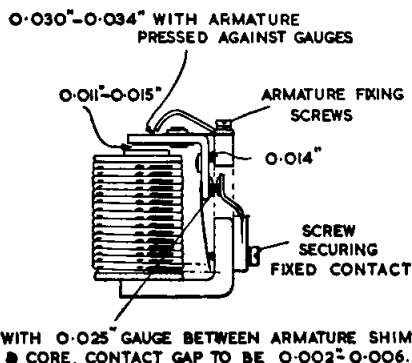 0·030"-0·034" WITH ARMATURE
PRESSED AGAINST GAUGES
0·011"-0·015"
ARMATURE FIXING
SCREWS
0·014"
SCREW
SECURING
FIXED CONTACT
WITH 0·025" GAUGE BETWEEN ARMATURE SHIM
& CORE, CONTACT GAP TO BE 0·002"-0·006.